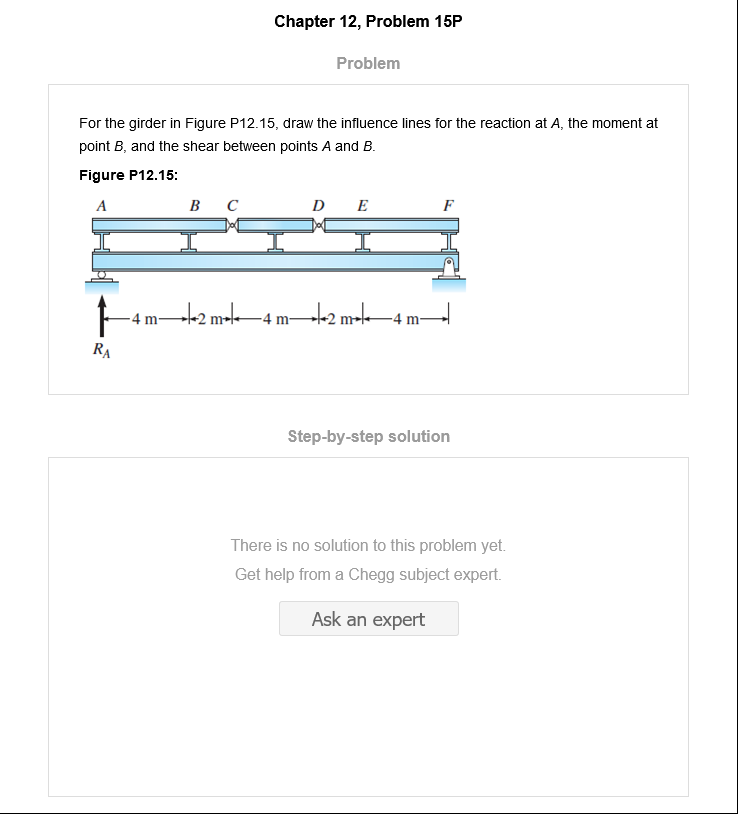 Chapter 12, Problem 15P
Problem
For the girder in Figure P12.15, draw the influence lines for the reaction at A, the moment at
point B, and the shear between points A and B.
Figure P12.15:
A B C D E F
4 m 2 m 4 m 2 m 4 m
RA
Step-by-step solution
There is no solution to this problem yet.
Get help from a Chegg subject expert.
Ask an expert